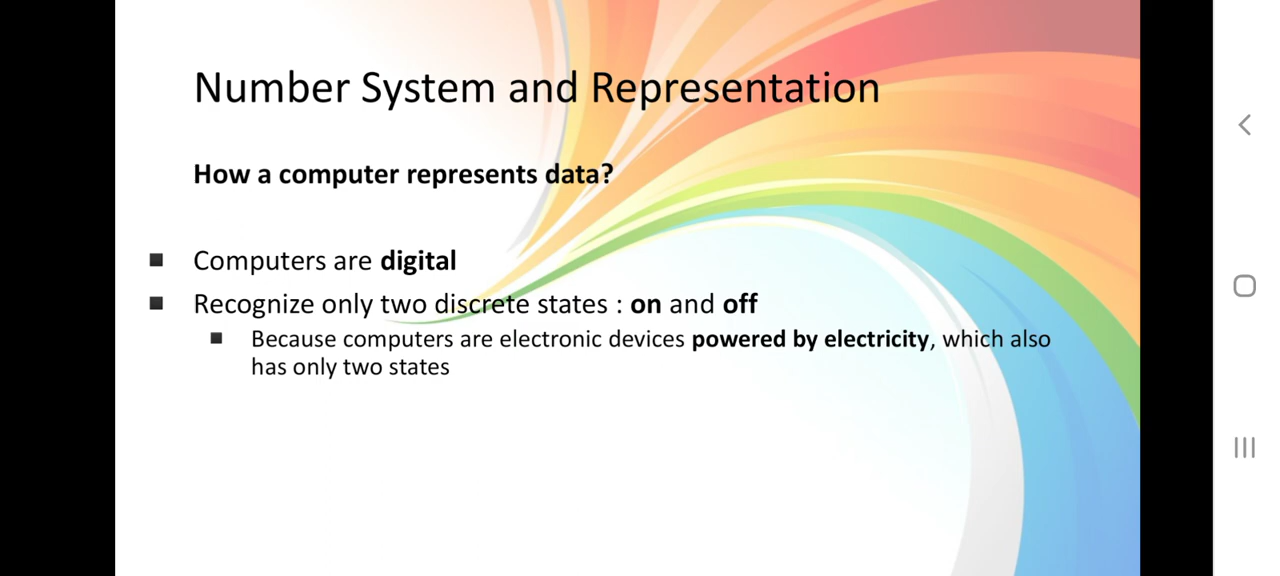 Number System and Representation
How a computer represents data?
Computers are digital
Recognize only two discrete states : on and off
Because computers are electronic devices powered by electricity, which also
has only two states